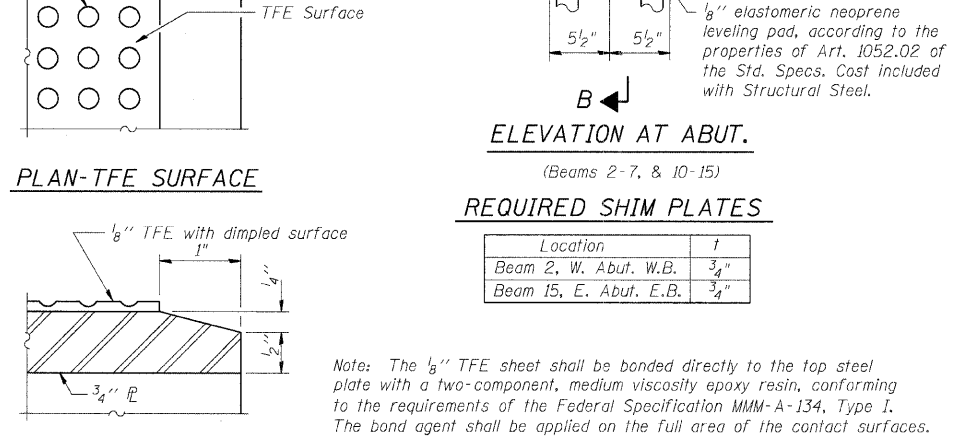 TFE Surface
PLAN-TFE SURFACE
1/8" TFE with dimpled surface
1"
1/4"
1/2"
3/4" ℙL
5 1/2" 5 1/2"
B
1/8" elastomeric neoprene
leveling pad, according to the
properties of Art. 1052.02 of
the Std. Specs. Cost included
with Structural Steel.
ELEVATION AT ABUT.
(Beams 2-7, & 10-15)
REQUIRED SHIM PLATES
Location t
Beam 2, W. Abut. W.B. 3/4"
Beam 15, E. Abut. E.B. 3/4"
Note: The 1/8" TFE sheet shall be bonded directly to the top steel
plate with a two-component, medium viscosity epoxy resin, conforming
to the requirements of the Federal Specification MMM-A-134, Type I.
The bond agent shall be applied on the full area of the contact surfaces.